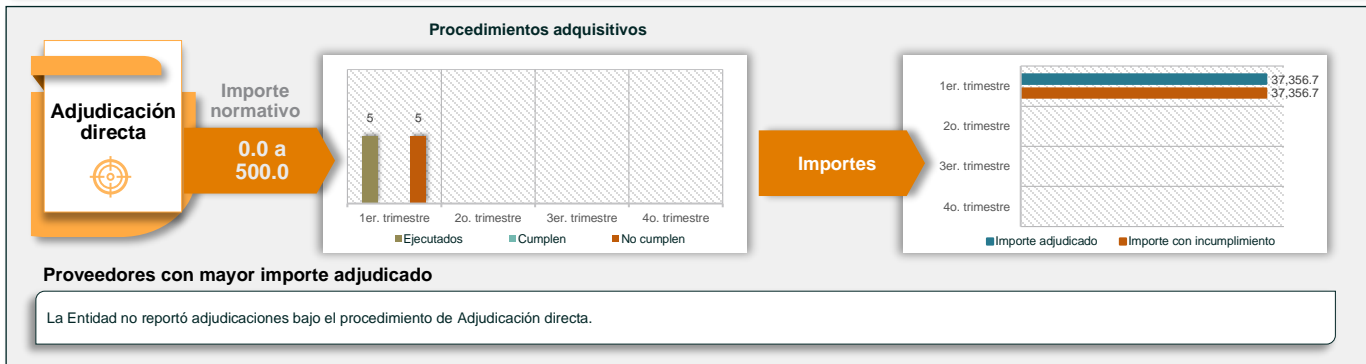 Procedimientos adquisitivos
Adjudicación
directa
Importe
normativo
0.0 a
500.0
5
5
1er. trimestre
2o. trimestre
3er. trimestre
4o. trimestre
Ejecutados
Cumplen
No cumplen
Importes
1er. trimestre
37,356.7
37,356.7
2o. trimestre
3er. trimestre
4o. trimestre
Importe adjudicado
Importe con incumplimiento
Proveedores con mayor importe adjudicado
La Entidad no reportó adjudicaciones bajo el procedimiento de Adjudicación directa.